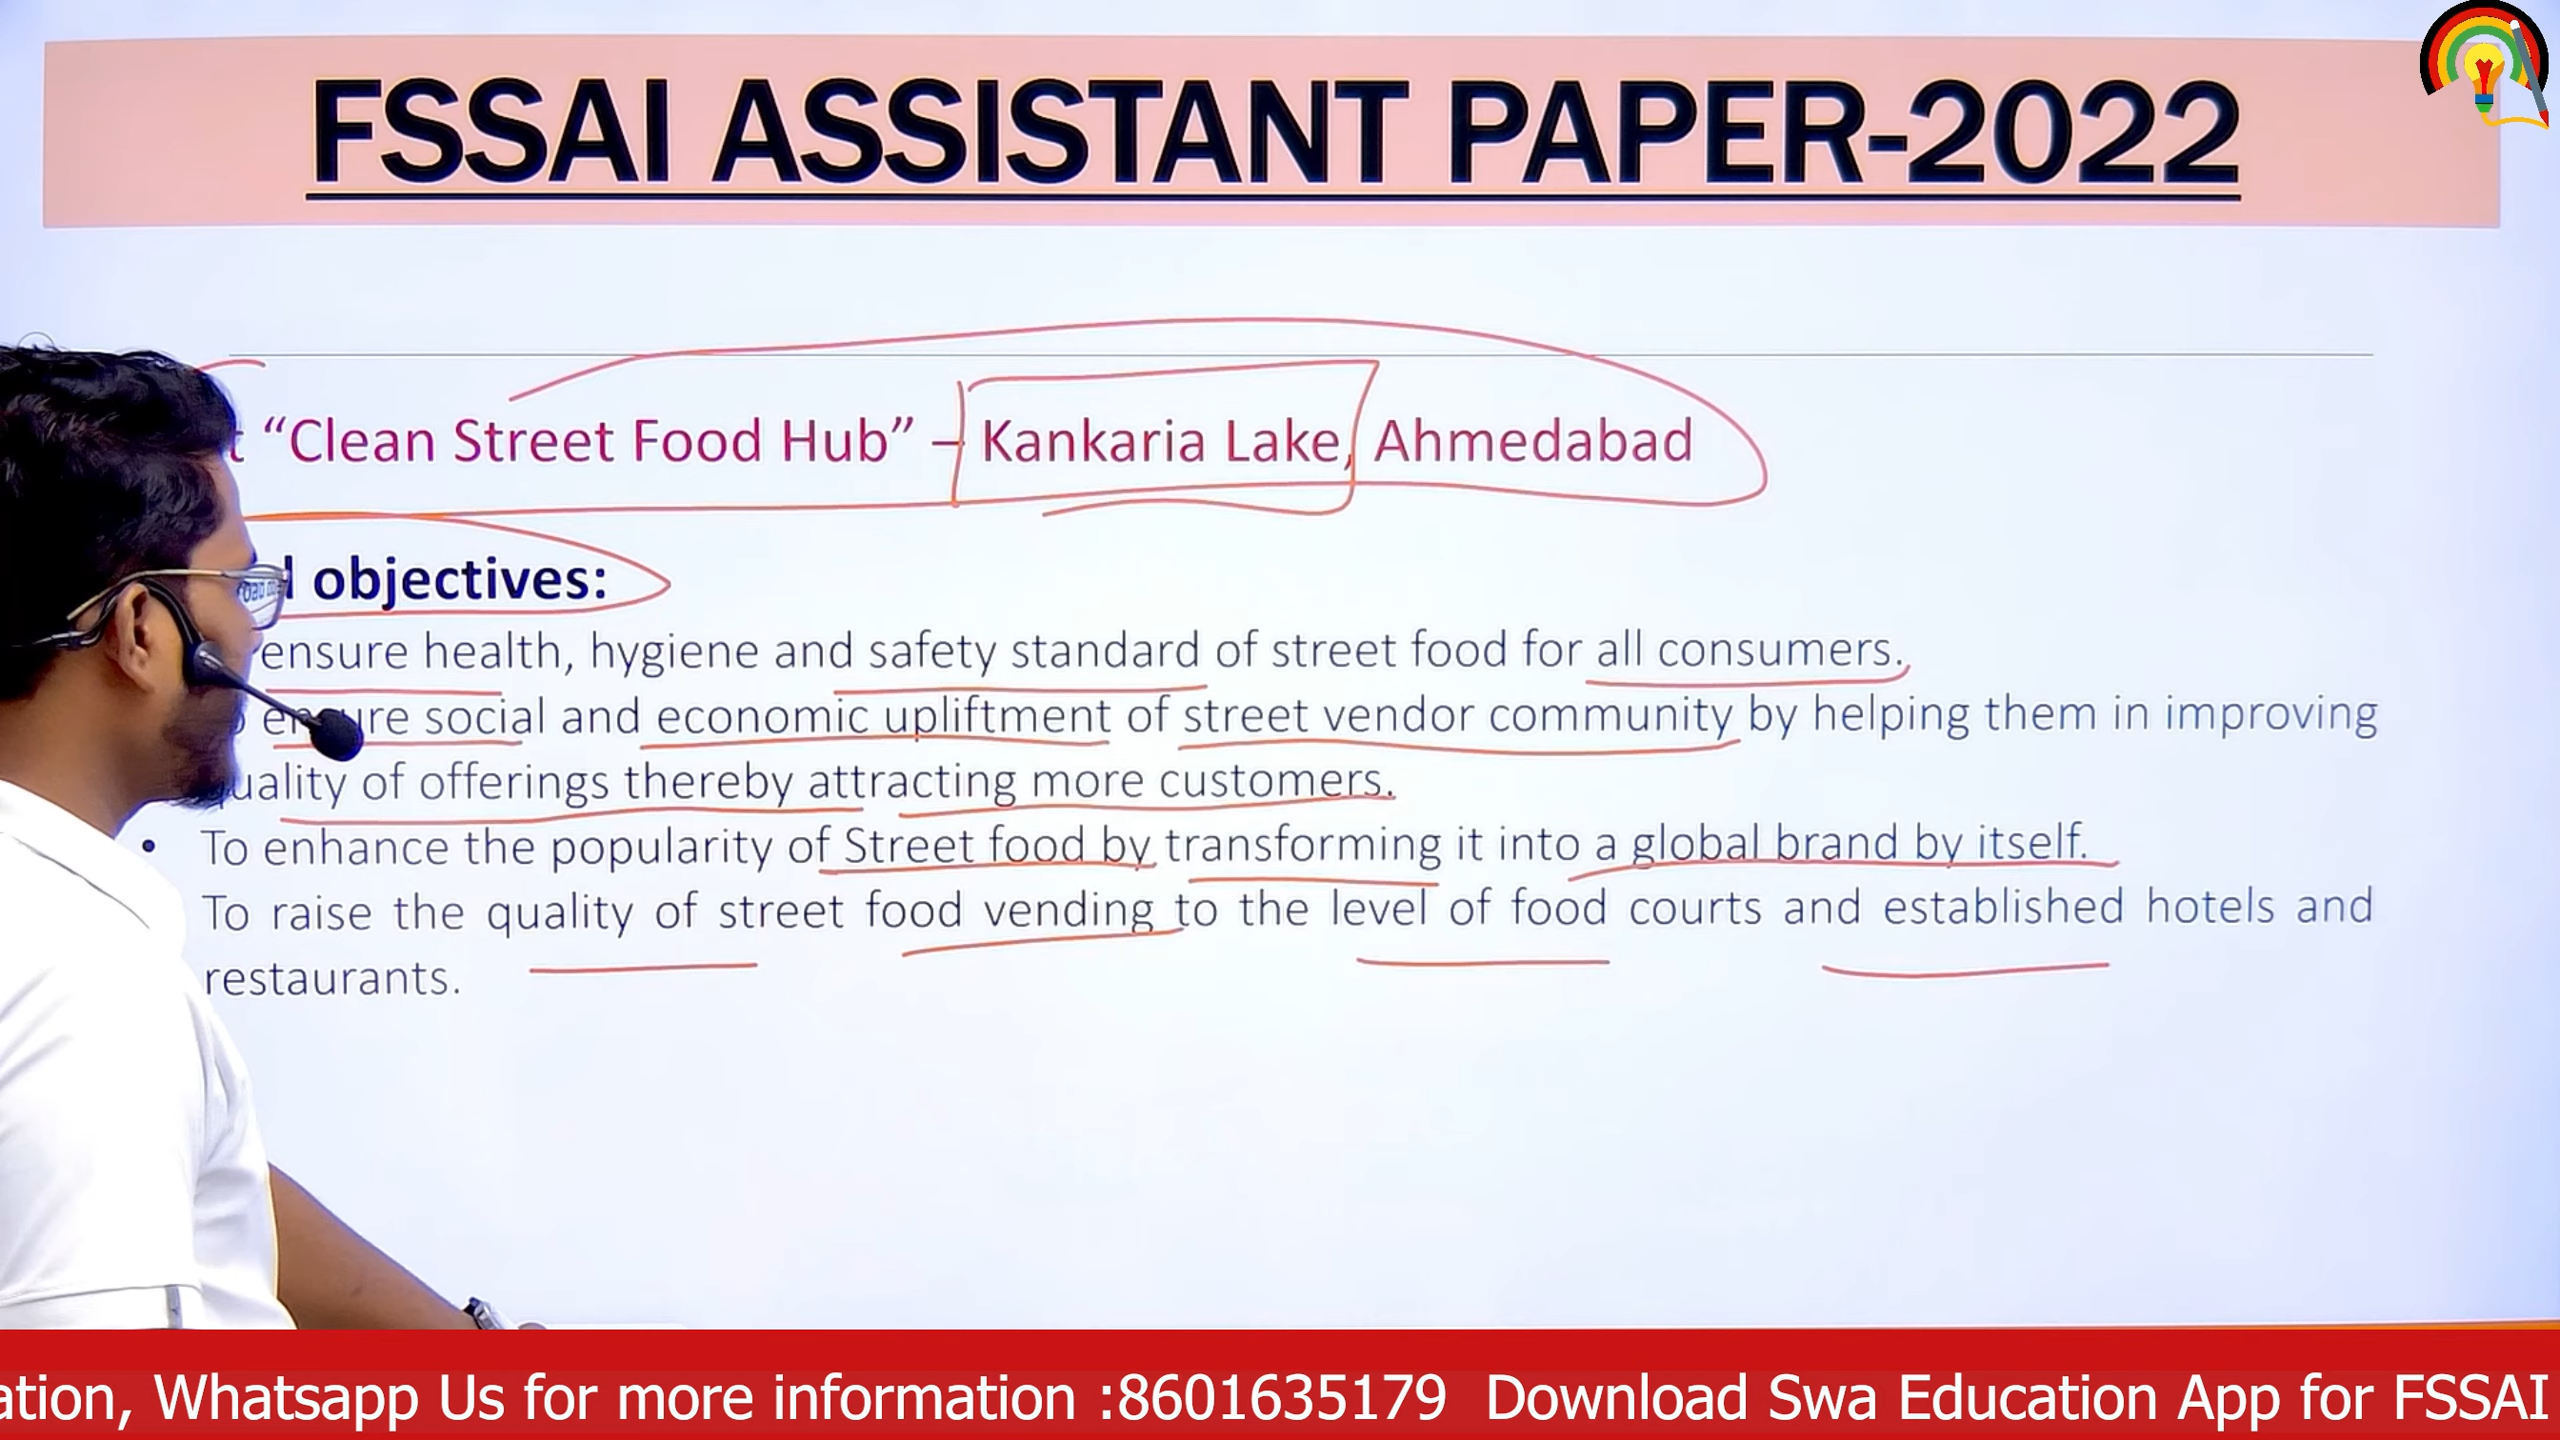 FSSAI ASSISTANT PAPER-2022
“Clean Street Food Hub” – Kankaria Lake, Ahmedabad
objectives:
ensure health, hygiene and safety standard of street food for all consumers.
ensure social and economic upliftment of street vendor community by helping them in improving
quality of offerings thereby attracting more customers.
• To enhance the popularity of Street food by transforming it into a global brand by itself.
To raise the quality of street food vending to the level of food courts and established hotels and
restaurants.
ation, Whatsapp Us for more information :8601635179 Download Swa Education App for FSSAI